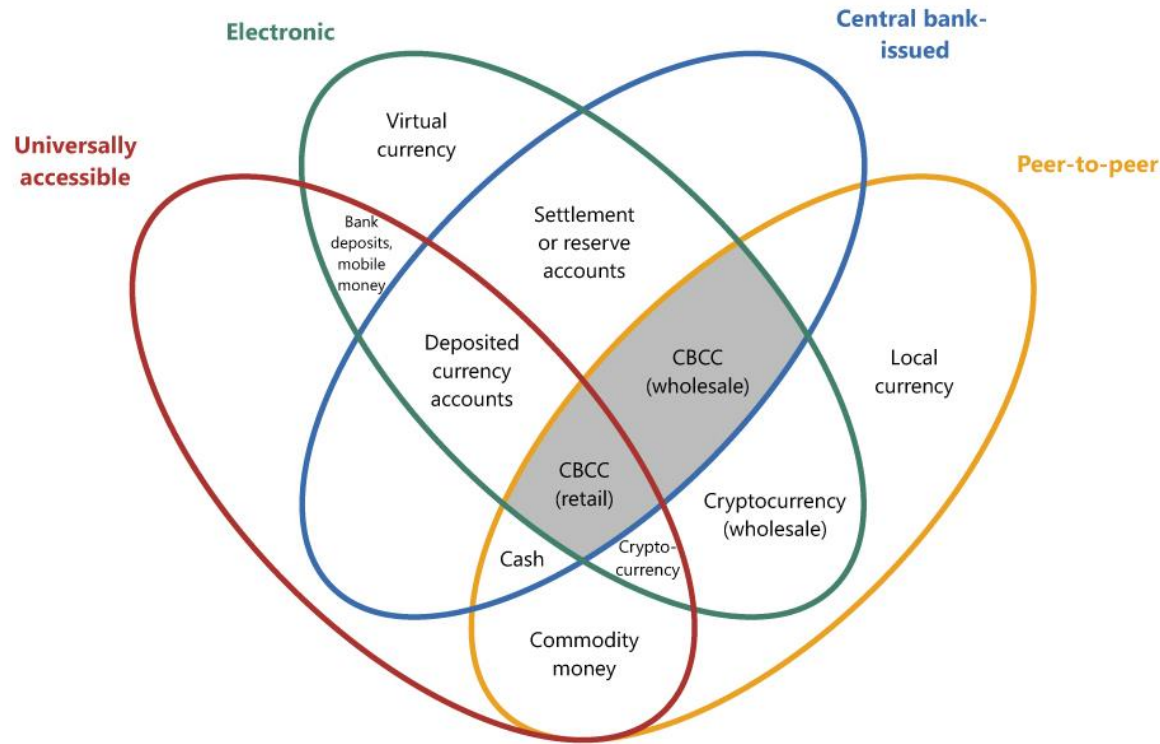 Electronic
Central bank-
issued
Universally
accessible
Peer-to-peer
Virtual
currency
Bank
deposits,
mobile
money
Settlement
or reserve
accounts
Deposited
currency
accounts
CBCC
(wholesale)
Local
currency
CBCC
(retail)
Cryptocurrency
(wholesale)
Cash
Crypto-
currency
Commodity
money